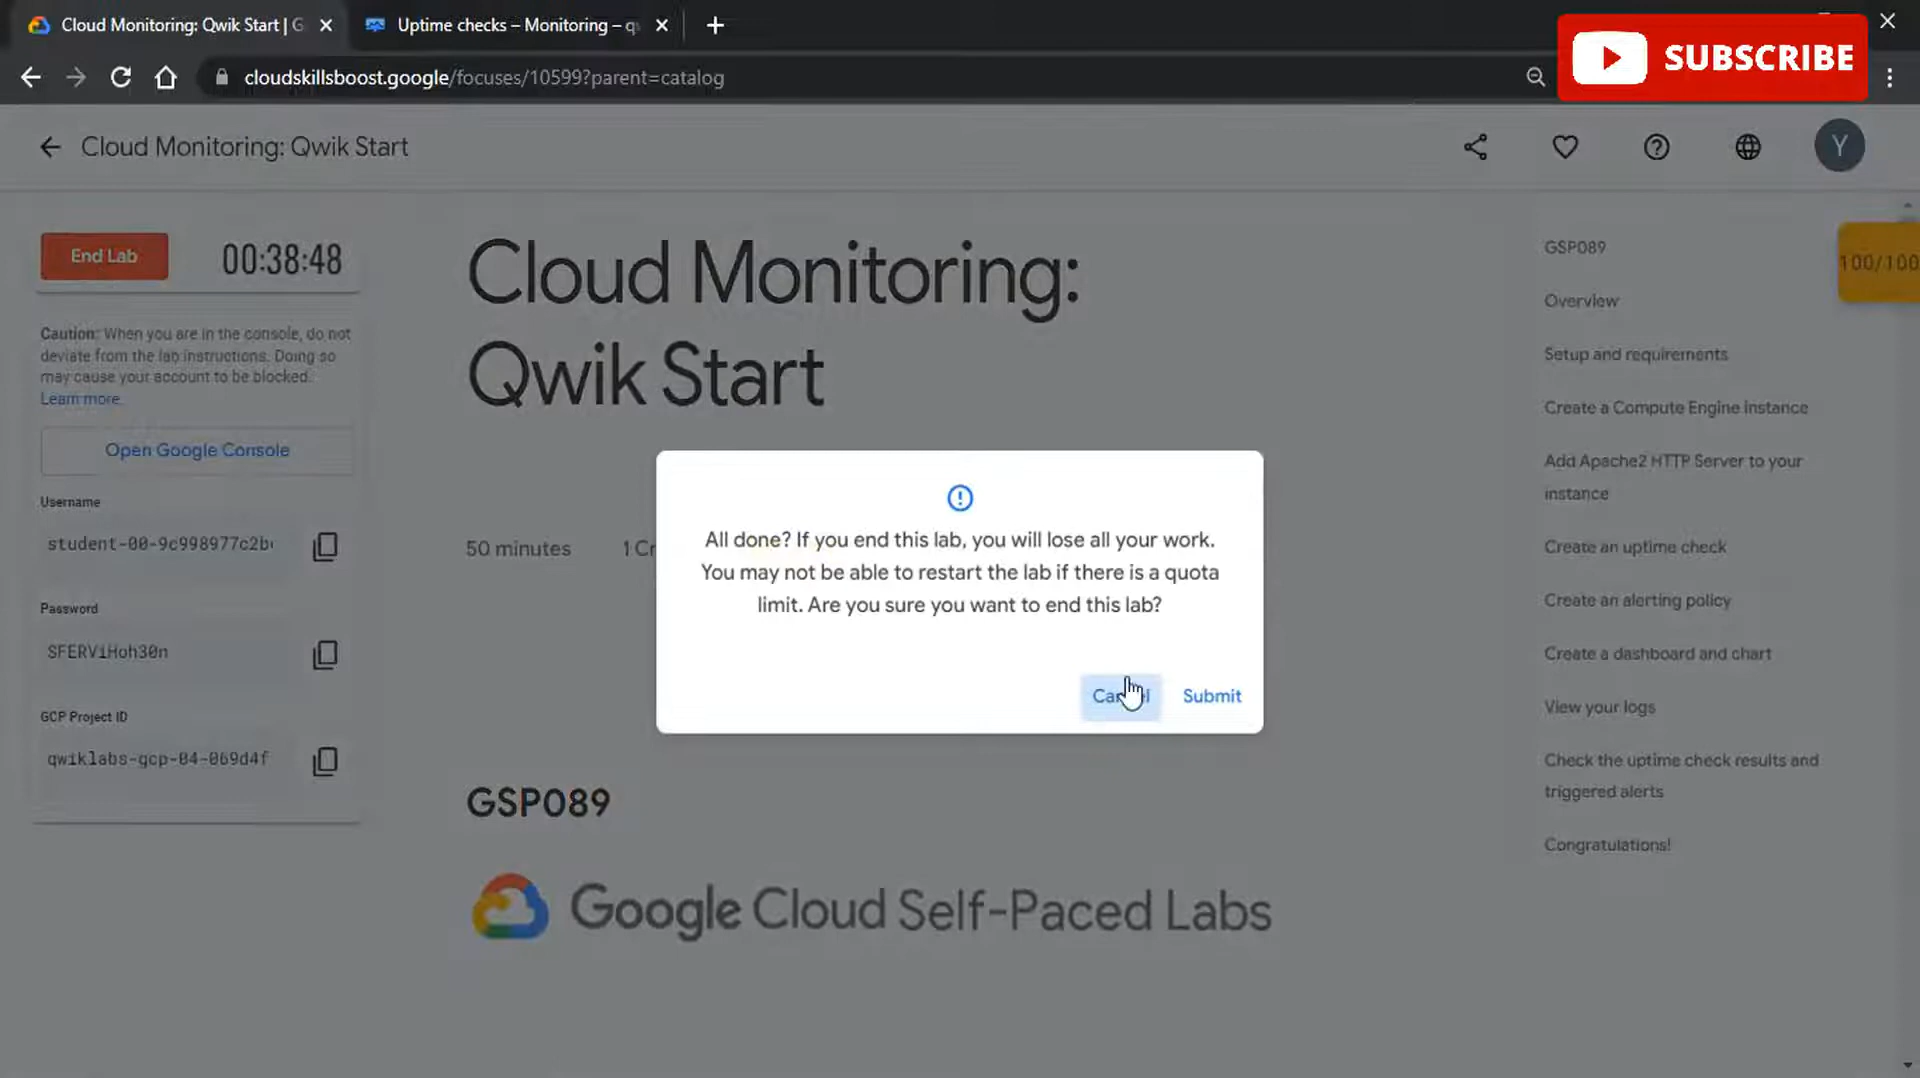 Cloud Monitoring: Qwik Start | G
Uptime checks – Monitoring – q
SUBSCRIBE
cloudskillsboost.google/focuses/10599?parent=catalog
Cloud Monitoring: Qwik Start
Y
End Lab
00:38:48
Caution: When you are in the console, do not
deviate from the lab instructions. Doing so
may cause your account to be blocked.
Learn more.
Open Google Console
Username
student-00-9c998977c2b
Password
SFERViHoh30n
GCP Project ID
qwiklabs-gcp-04-069d4f
Cloud Monitoring:
Qwik Start
50 minutes
1 Cr
GSP089
Google Cloud Self-Paced Labs
All done? If you end this lab, you will lose all your work.
You may not be able to restart the lab if there is a quota
limit. Are you sure you want to end this lab?
Submit
GSP089
Overview
Setup and requirements
Create a Compute Engine instance
Add Apache2 HTTP Server to your
instance
Create an uptime check
Create an alerting policy
Create a dashboard and chart
View your logs
Check the uptime check results and
triggered alerts
Congratulations!
100/100